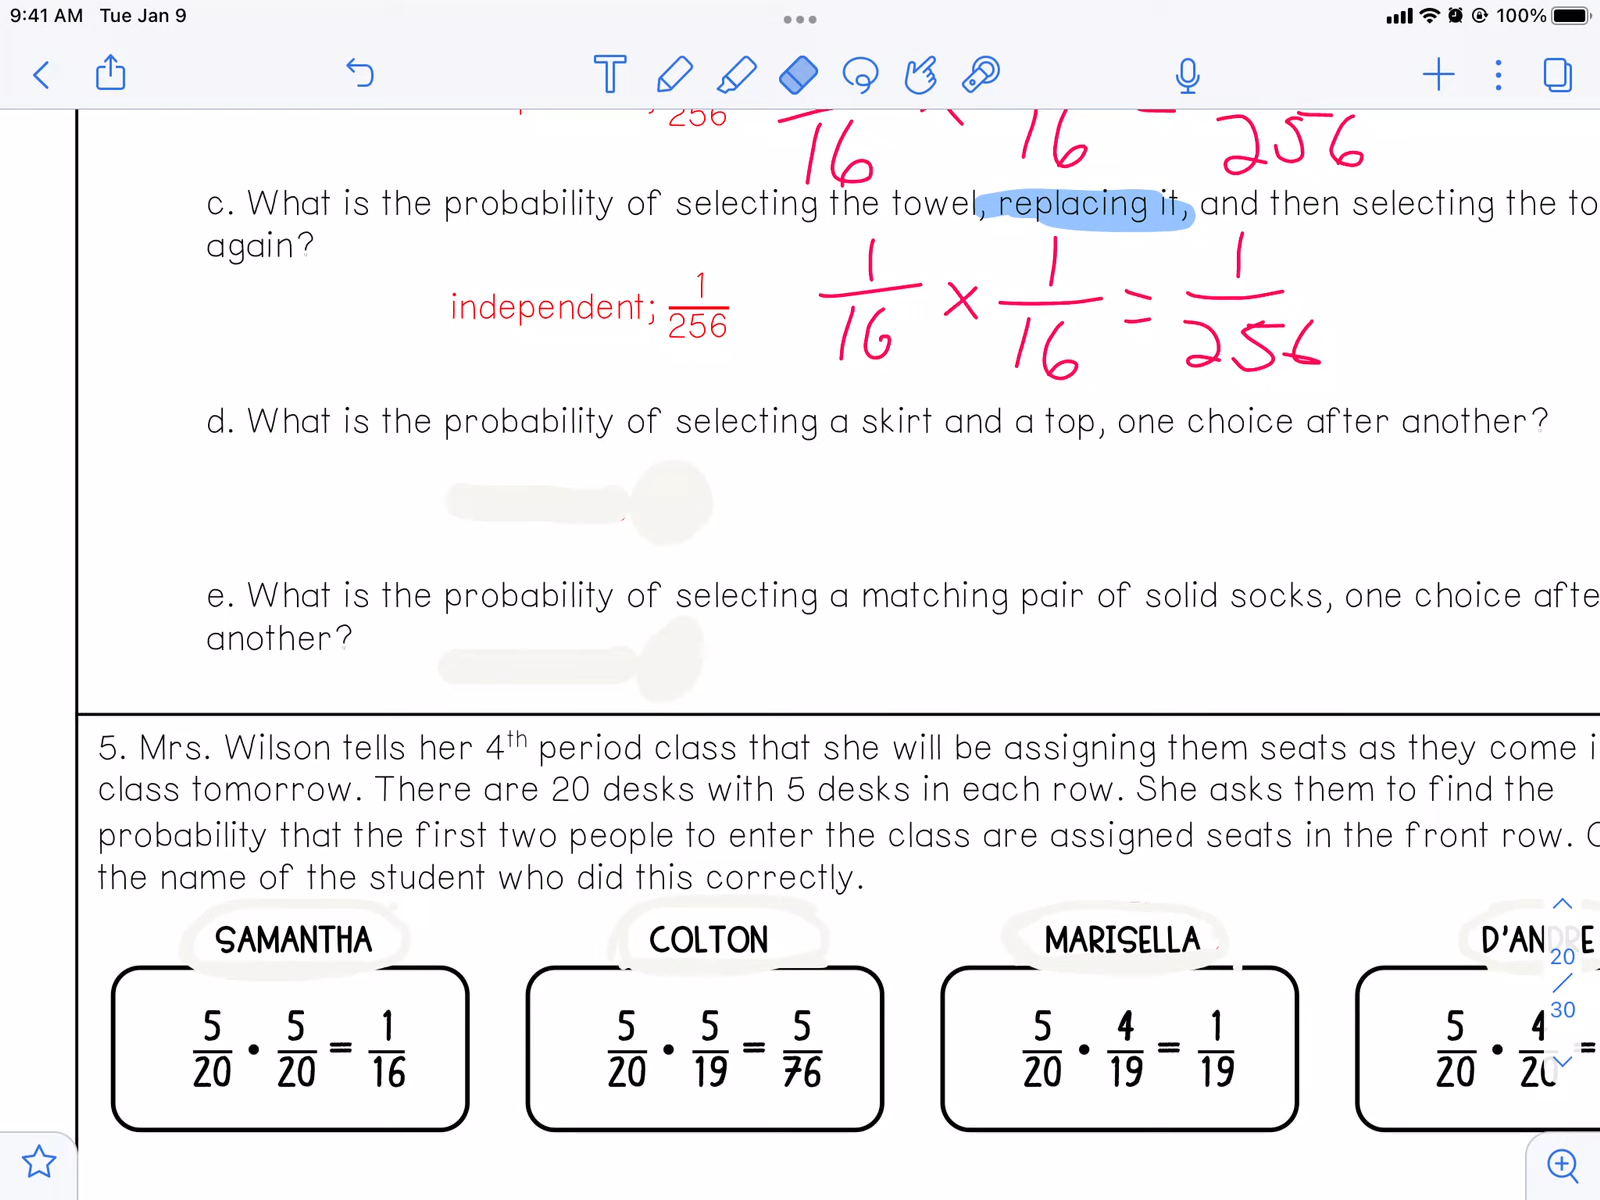 9:41 AM Tue Jan 9 100%
256
16 16 256
c. What is the probability of selecting the towel, replacing it, and then selecting the to
again?
independent; 1/256 1/16 × 1/16 = 1/256
d. What is the probability of selecting a skirt and a top, one choice after another?
e. What is the probability of selecting a matching pair of solid socks, one choice afte
another?
5. Mrs. Wilson tells her 4th period class that she will be assigning them seats as they come i
class tomorrow. There are 20 desks with 5 desks in each row. She asks them to find the
probability that the first two people to enter the class are assigned seats in the front row. C
the name of the student who did this correctly.
SAMANTHA COLTON MARISELLA D'ANDRE
5/20 • 5/20 = 1/16 5/20 • 5/19 = 5/76 5/20 • 4/19 = 1/19 5/20 • 4/20 =
20 / 30